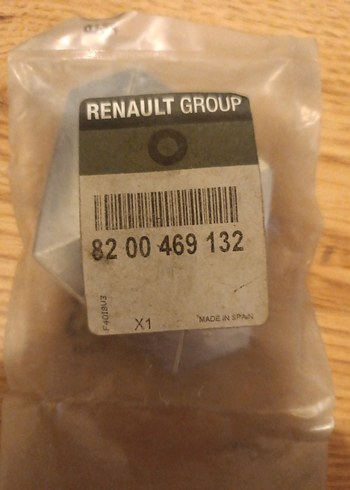 RENAULT GROUP
82 00 469 132
X1
MADE IN SPAIN